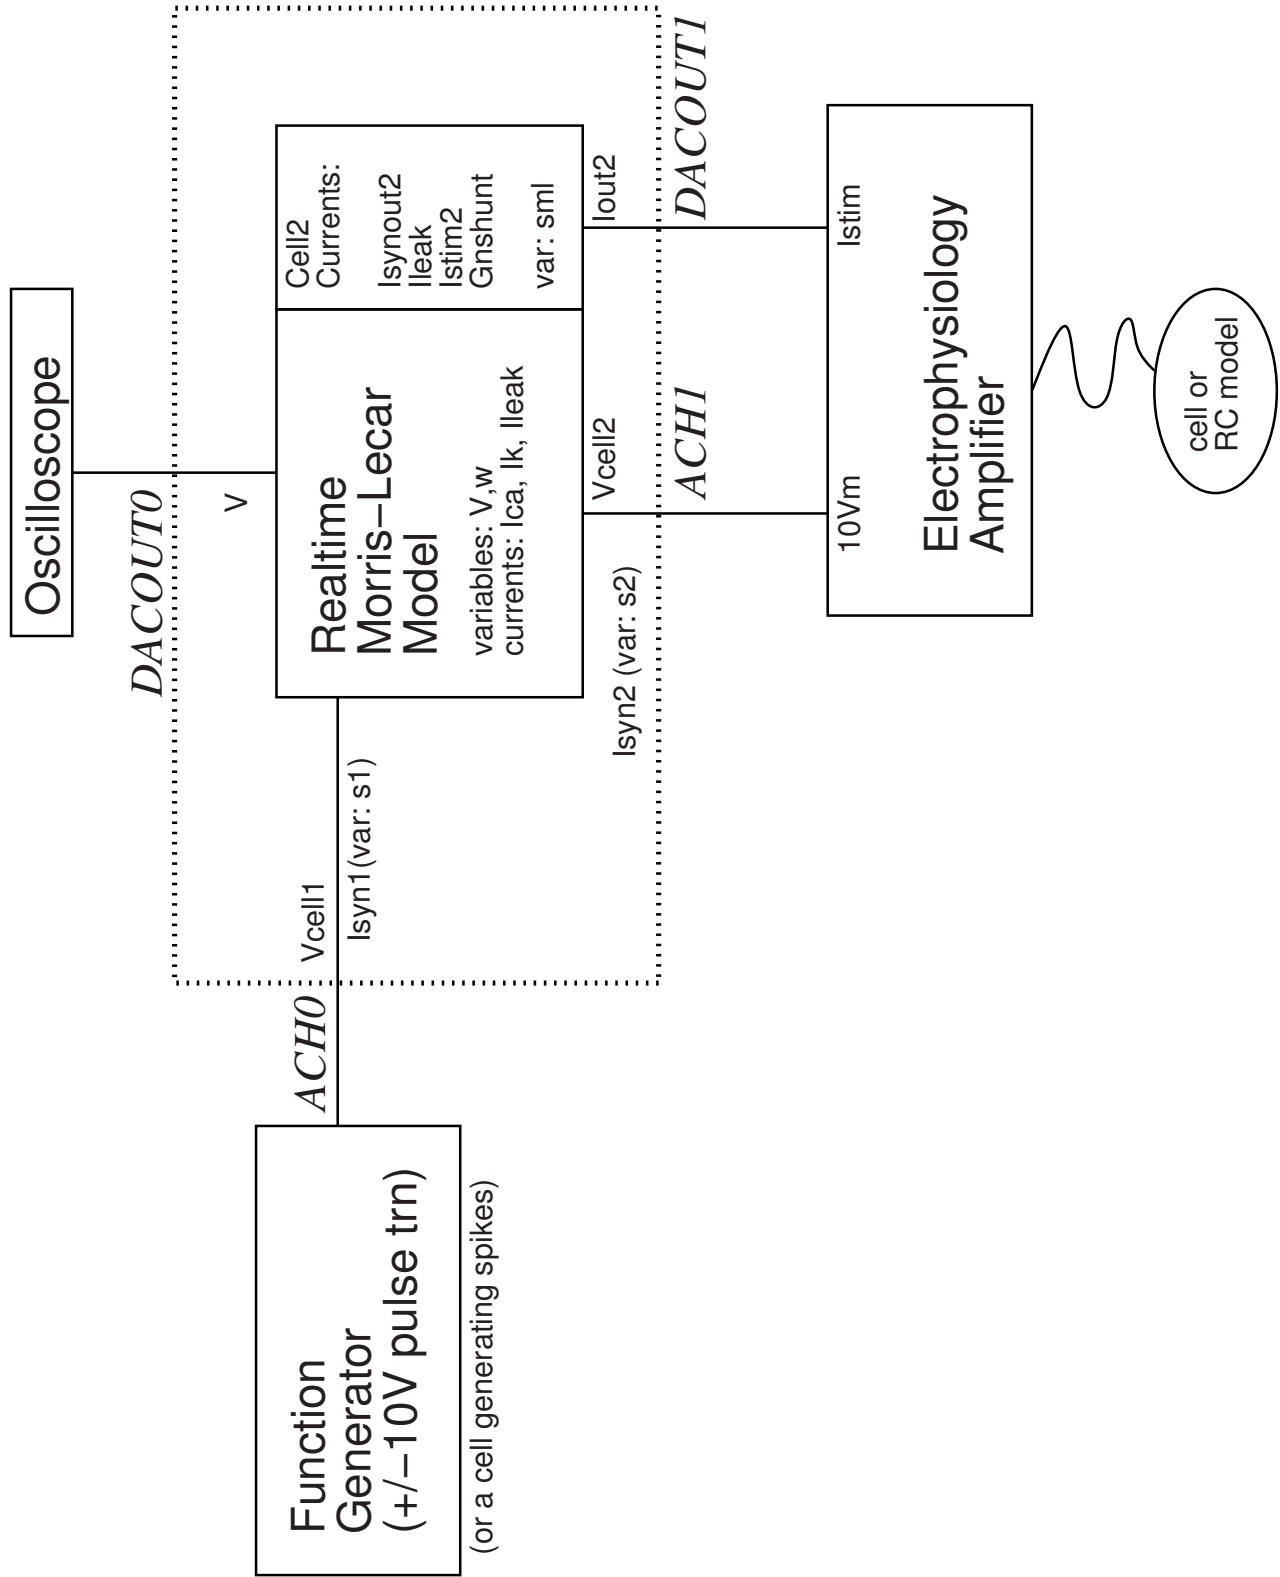 Oscilloscope
DACOUT0
V
Function
Generator
(+/−10V pulse trn)
(or a cell generating spikes)
ACH0
Vcell1
Isyn1(var: s1)
Realtime
Morris−Lecar
Model
variables: V,w
currents: Ica, Ik, Ileak
Cell2
Currents:
Isynout2
Ileak
Istim2
Gnshunt
var: sml
Isyn2 (var: s2)
Vcell2
Iout2
ACH1
DACOUT1
10Vm
Istim
Electrophysiology
Amplifier
cell or
RC model